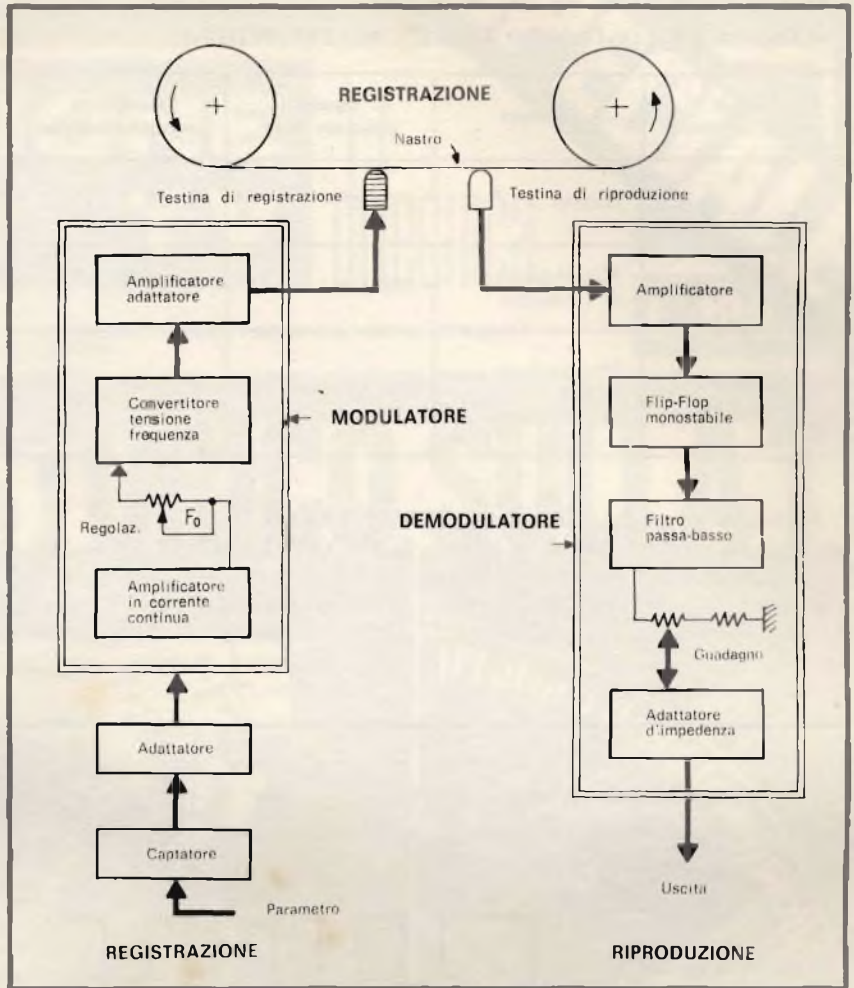 REGISTRAZIONE
Nastro
Testina di registrazione
Testina di riproduzione
Amplificatore
adattatore
Convertitore
tensione
frequenza
MODULATORE
Regolaz.
F₀
Amplificatore
in corrente
continua
Adattatore
Captatore
Parametro
REGISTRAZIONE
Amplificatore
Flip-Flop
monostabile
DEMODULATORE
Filtro
passa-basso
Guadagno
Adattatore
d'impedenza
Uscita
RIPRODUZIONE